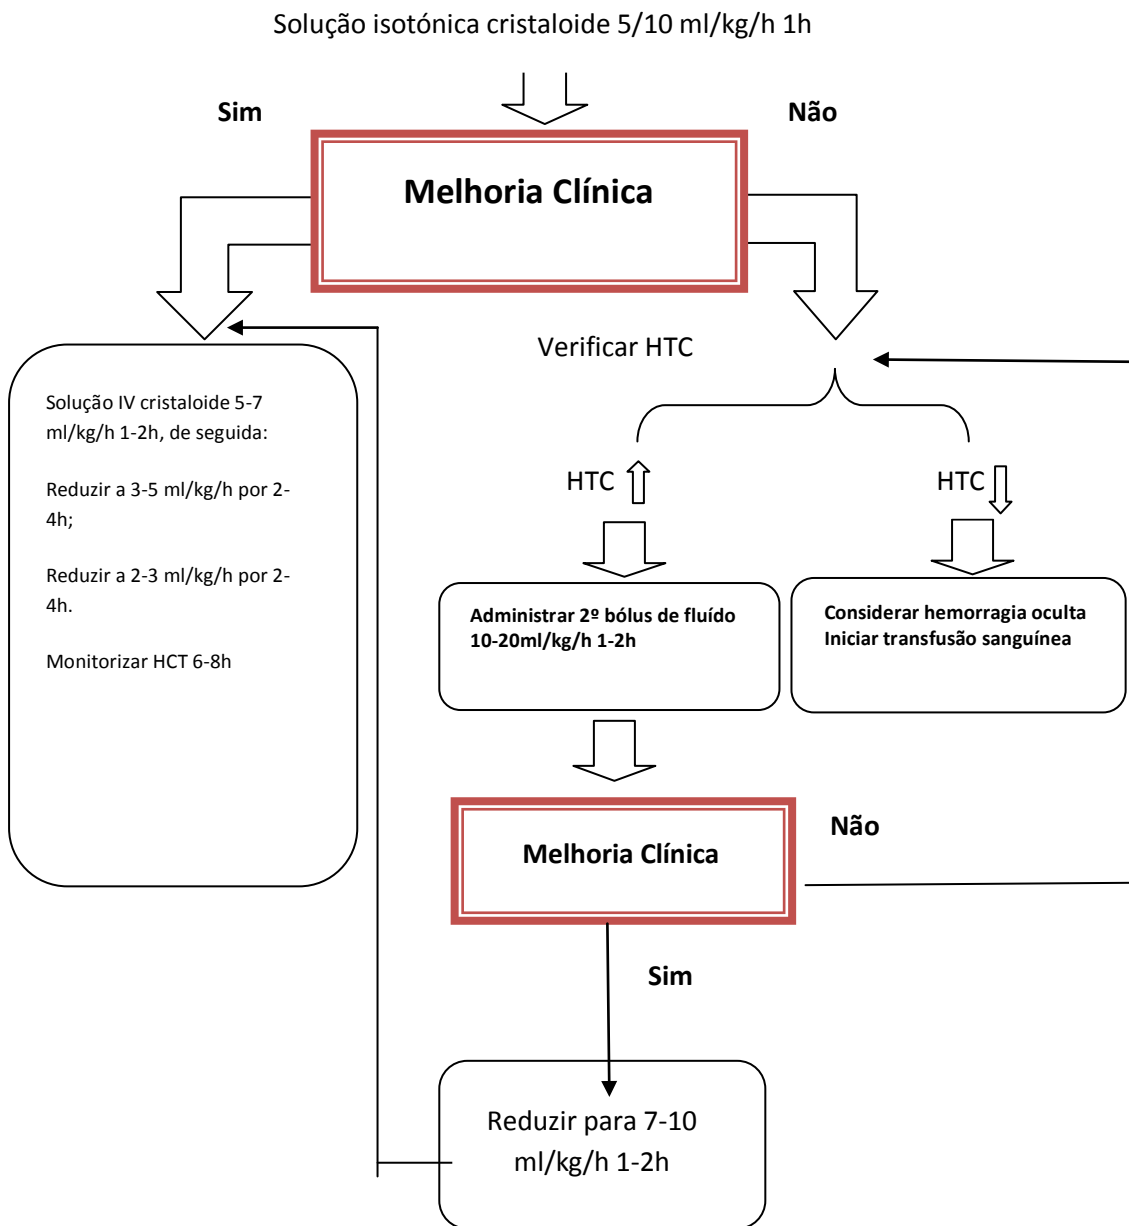 Solução isotónica cristaloide 5/10 ml/kg/h 1h
Sim
Não
Melhoria Clínica
Verificar HTC
Solução IV cristaloide 5-7
ml/kg/h 1-2h, de seguida:
Reduzir a 3-5 ml/kg/h por 2-
4h;
Reduzir a 2-3 ml/kg/h por 2-
4h.
Monitorizar HCT 6-8h
HTC
HTC
Administrar 2º bólus de fluído
10-20ml/kg/h 1-2h
Considerar hemorragia oculta
Iniciar transfusão sanguínea
Melhoria Clínica
Não
Sim
Reduzir para 7-10
ml/kg/h 1-2h